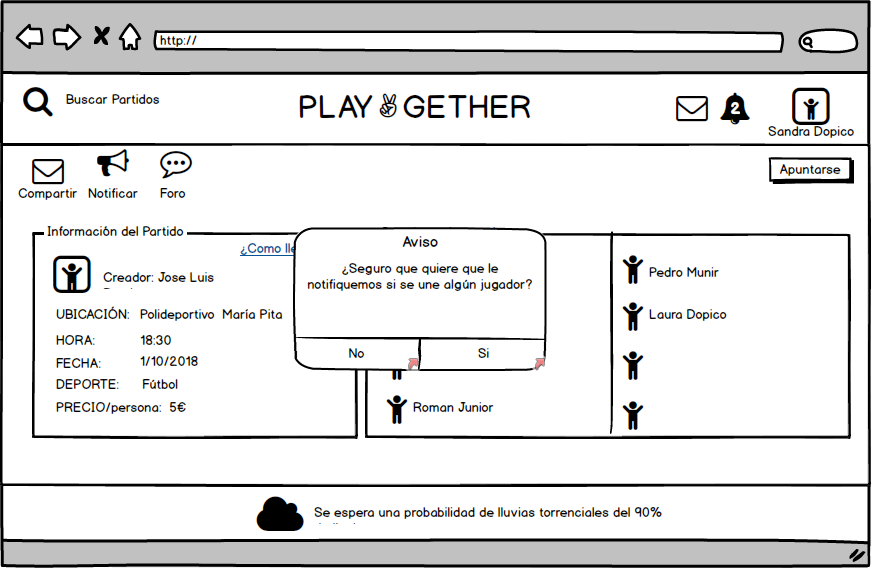 http://
Buscar Partidos
PLAY✌GETHER
2
Sandra Dopico
Compartir
Notificar
Foro
Apuntarse
Información del Partido
¿Como lle
Creador: Jose Luis
UBICACIÓN: Polideportivo María Pita
HORA: 18:30
FECHA: 1/10/2018
DEPORTE: Fútbol
PRECIO/persona: 5€
Aviso
¿Seguro que quiere que le
notifiquemos si se une algún jugador?
No
Si
Roman Junior
Pedro Munir
Laura Dopico
Se espera una probabilidad de lluvias torrenciales del 90%